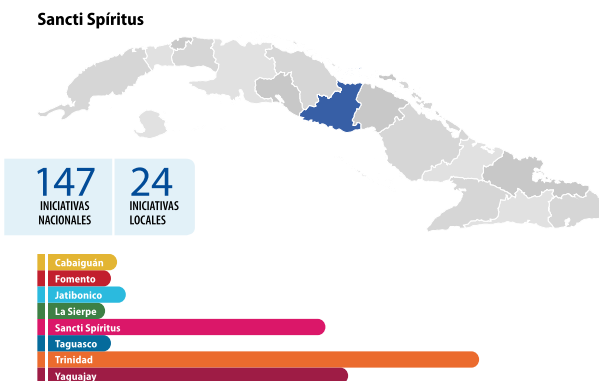 Sancti Spíritus
147
INICIATIVAS
NACIONALES
24
INICIATIVAS
LOCALES
Cabaiguán
Fomento
Jatibonico
La Sierpe
Sancti Spíritus
Taguasco
Trinidad
Yaguajay